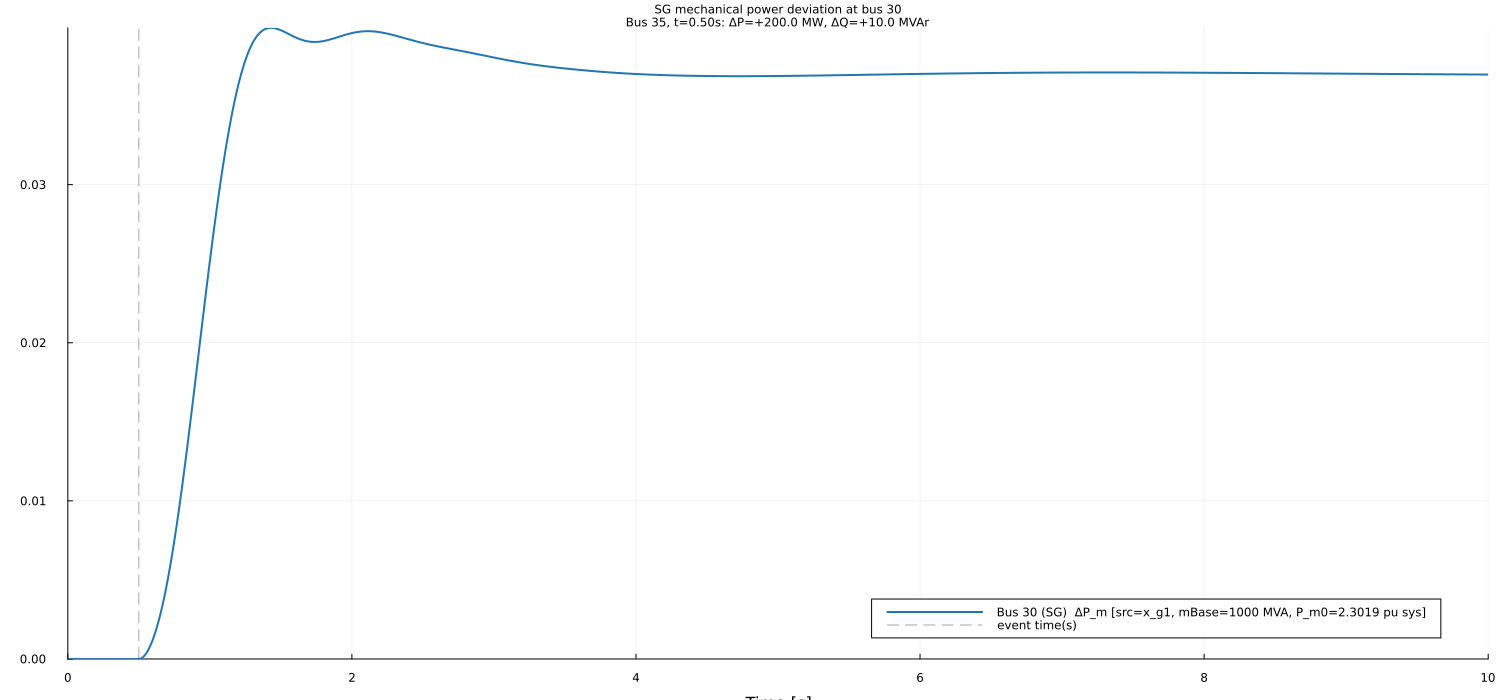 SG mechanical power deviation at bus 30
Bus 35, t=0.50s: ΔP=+200.0 MW, ΔQ=+10.0 MVAr
0.03
0.02
0.01
0.00
Bus 30 (SG) ΔP_m [src=x_g1, mBase=1000 MVA, P_m0=2.3019 pu sys]
event time(s)
0 2 4 6 8 10
Time [s]